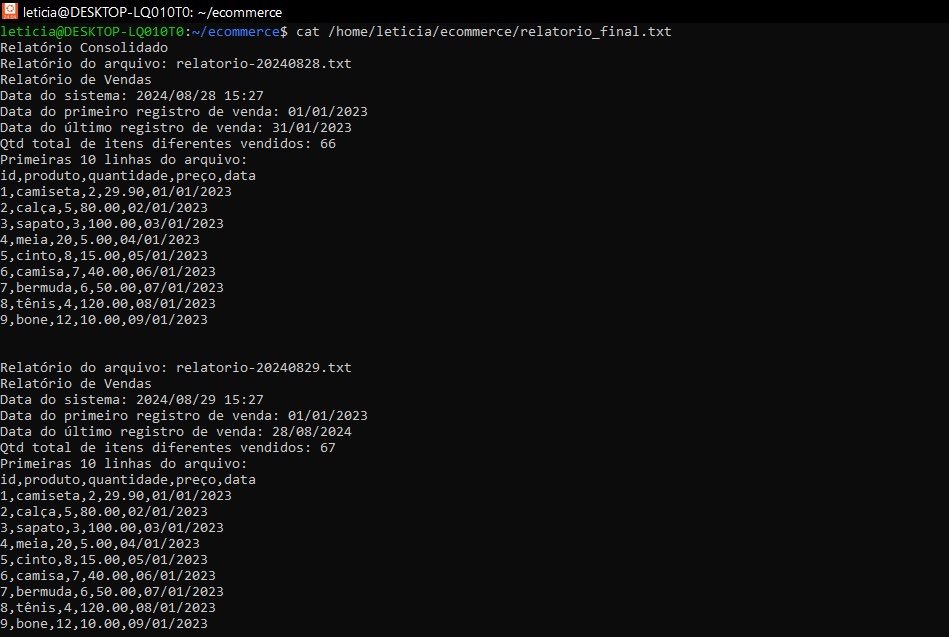 leticia@DESKTOP-LQ010T0: ~/ecommerce
leticia@DESKTOP-LQ010T0:~/ecommerce$ cat /home/leticia/ecommerce/relatorio_final.txt
Relatório Consolidado
Relatório do arquivo: relatorio-20240828.txt
Relatório de Vendas
Data do sistema: 2024/08/28 15:27
Data do primeiro registro de venda: 01/01/2023
Data do último registro de venda: 31/01/2023
Qtd total de itens diferentes vendidos: 66
Primeiras 10 linhas do arquivo:
id,produto,quantidade,preço,data
1,camiseta,2,29.90,01/01/2023
2,calça,5,80.00,02/01/2023
3,sapato,3,100.00,03/01/2023
4,meia,20,5.00,04/01/2023
5,cinto,8,15.00,05/01/2023
6,camisa,7,40.00,06/01/2023
7,bermuda,6,50.00,07/01/2023
8,tênis,4,120.00,08/01/2023
9,bone,12,10.00,09/01/2023
Relatório do arquivo: relatorio-20240829.txt
Relatório de Vendas
Data do sistema: 2024/08/29 15:27
Data do primeiro registro de venda: 01/01/2023
Data do último registro de venda: 28/08/2024
Qtd total de itens diferentes vendidos: 67
Primeiras 10 linhas do arquivo:
id,produto,quantidade,preço,data
1,camiseta,2,29.90,01/01/2023
2,calça,5,80.00,02/01/2023
3,sapato,3,100.00,03/01/2023
4,meia,20,5.00,04/01/2023
5,cinto,8,15.00,05/01/2023
6,camisa,7,40.00,06/01/2023
7,bermuda,6,50.00,07/01/2023
8,tênis,4,120.00,08/01/2023
9,bone,12,10.00,09/01/2023